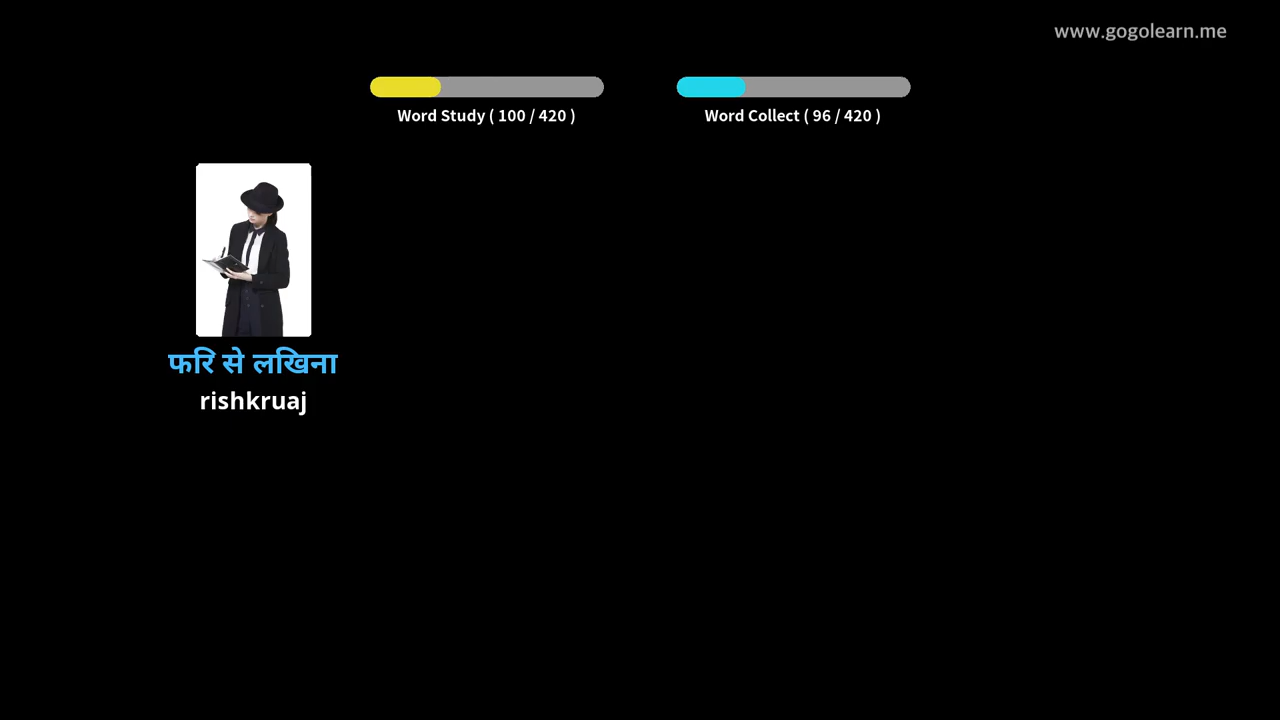 www.gogolearn.me
Word Study ( 100 / 420 )
Word Collect ( 96 / 420 )
फरि से लखिना
rishkruaj